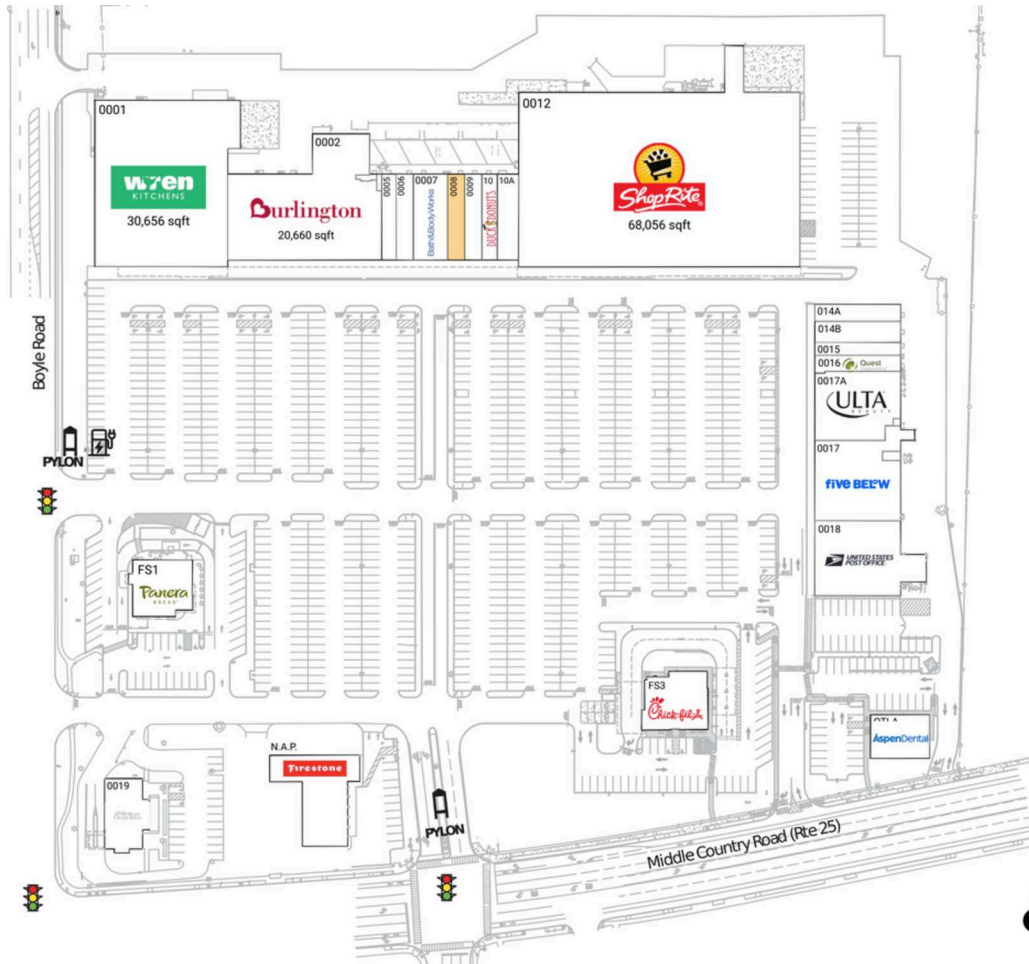 0001
wren
KITCHENS
30,656 sqft
0002
Burlington
20,660 sqft
0005
0006
0007
Bath&BodyWorks
0008
0009
10
DUCK DONUTS
10A
0012
ShopRite
68,056 sqft
Boyle Road
PYLON
014A
014B
0015
0016 Quest
0017A
ULTA
BEAUTY
0017
five BELOW
0018
UNITED STATES
POST OFFICE
FS1
Panera
BREAD
FS3
Chick-fil-A
AspenDental
N.A.P.
Firestone
0019
PYLON
Middle Country Road (Rte 25)